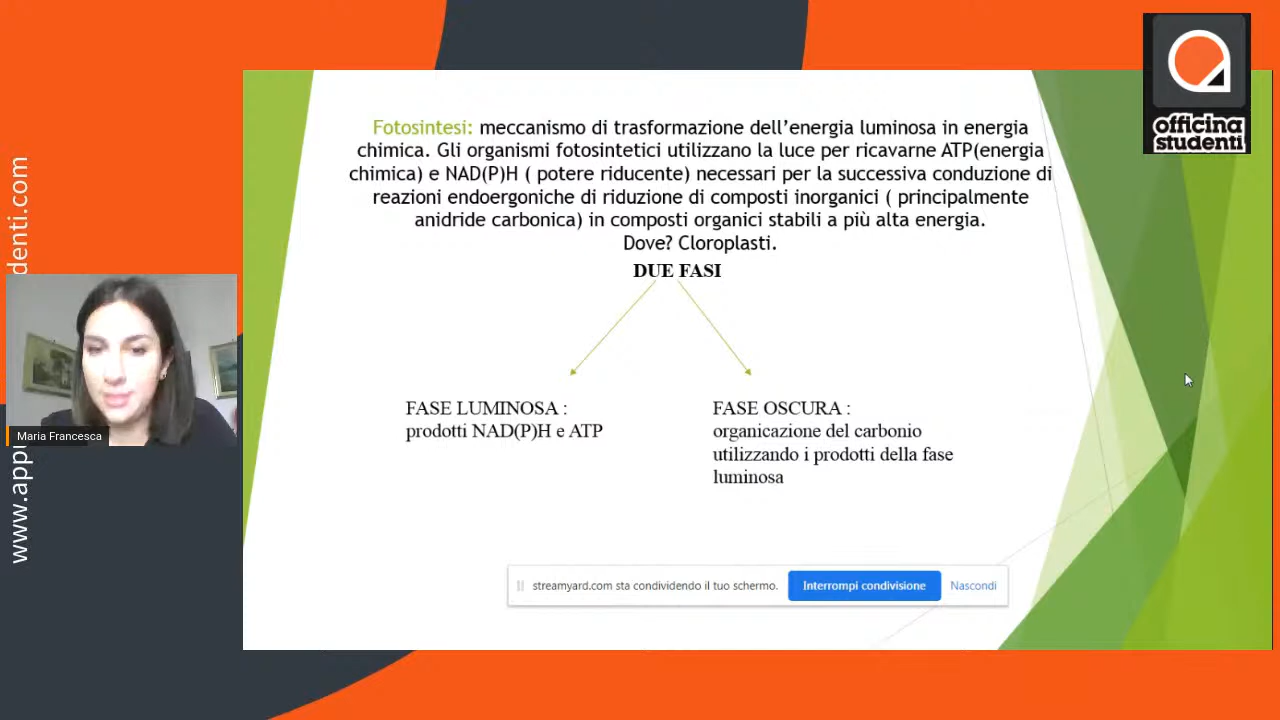 officina
studenti
Fotosintesi: meccanismo di trasformazione dell'energia luminosa in energia
chimica. Gli organismi fotosintetici utilizzano la luce per ricavarne ATP(energia
chimica) e NAD(P)H ( potere riducente) necessari per la successiva conduzione di
reazioni endoergoniche di riduzione di composti inorganici ( principalmente
anidride carbonica) in composti organici stabili a più alta energia.
Dove? Cloroplasti.
DUE FASI
FASE LUMINOSA :
prodotti NAD(P)H e ATP
FASE OSCURA :
organicazione del carbonio
utilizzando i prodotti della fase
luminosa
www.app
denti.com
Maria Francesca
streamyard.com sta condividendo il tuo schermo.
Interrompi condivisione
Nascondi